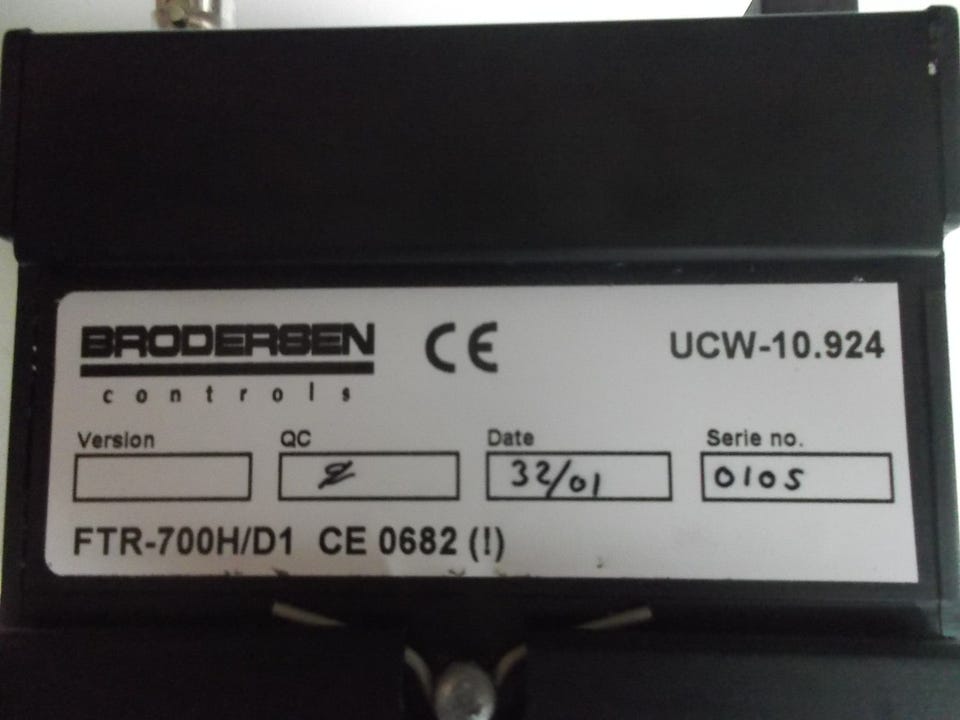 BRODERSEN CE UCW-10.924
controls
Version QC Date Serie no.
32/01 0105
FTR-700H/D1 CE 0682 (!)